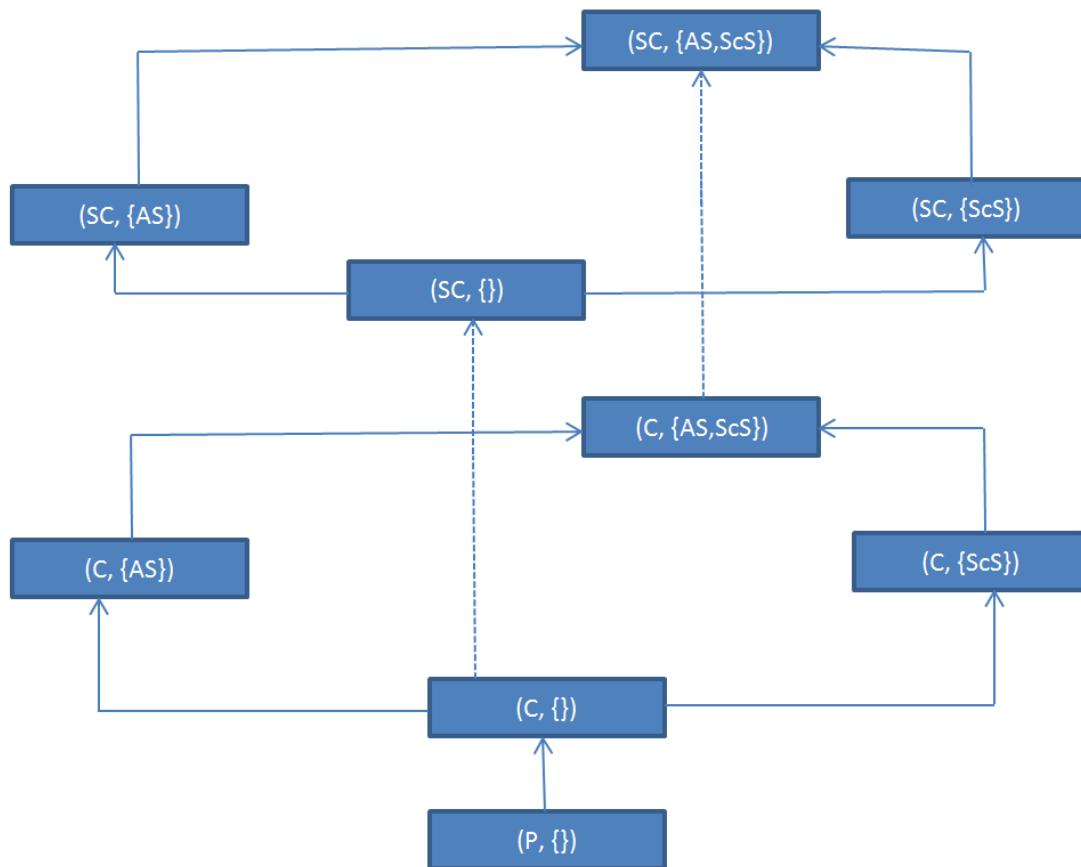 (SC, {AS,ScS})
(SC, {AS})
(SC, {ScS})
(SC, {})
(C, {AS,ScS})
(C, {AS})
(C, {ScS})
(C, {})
(P, {})